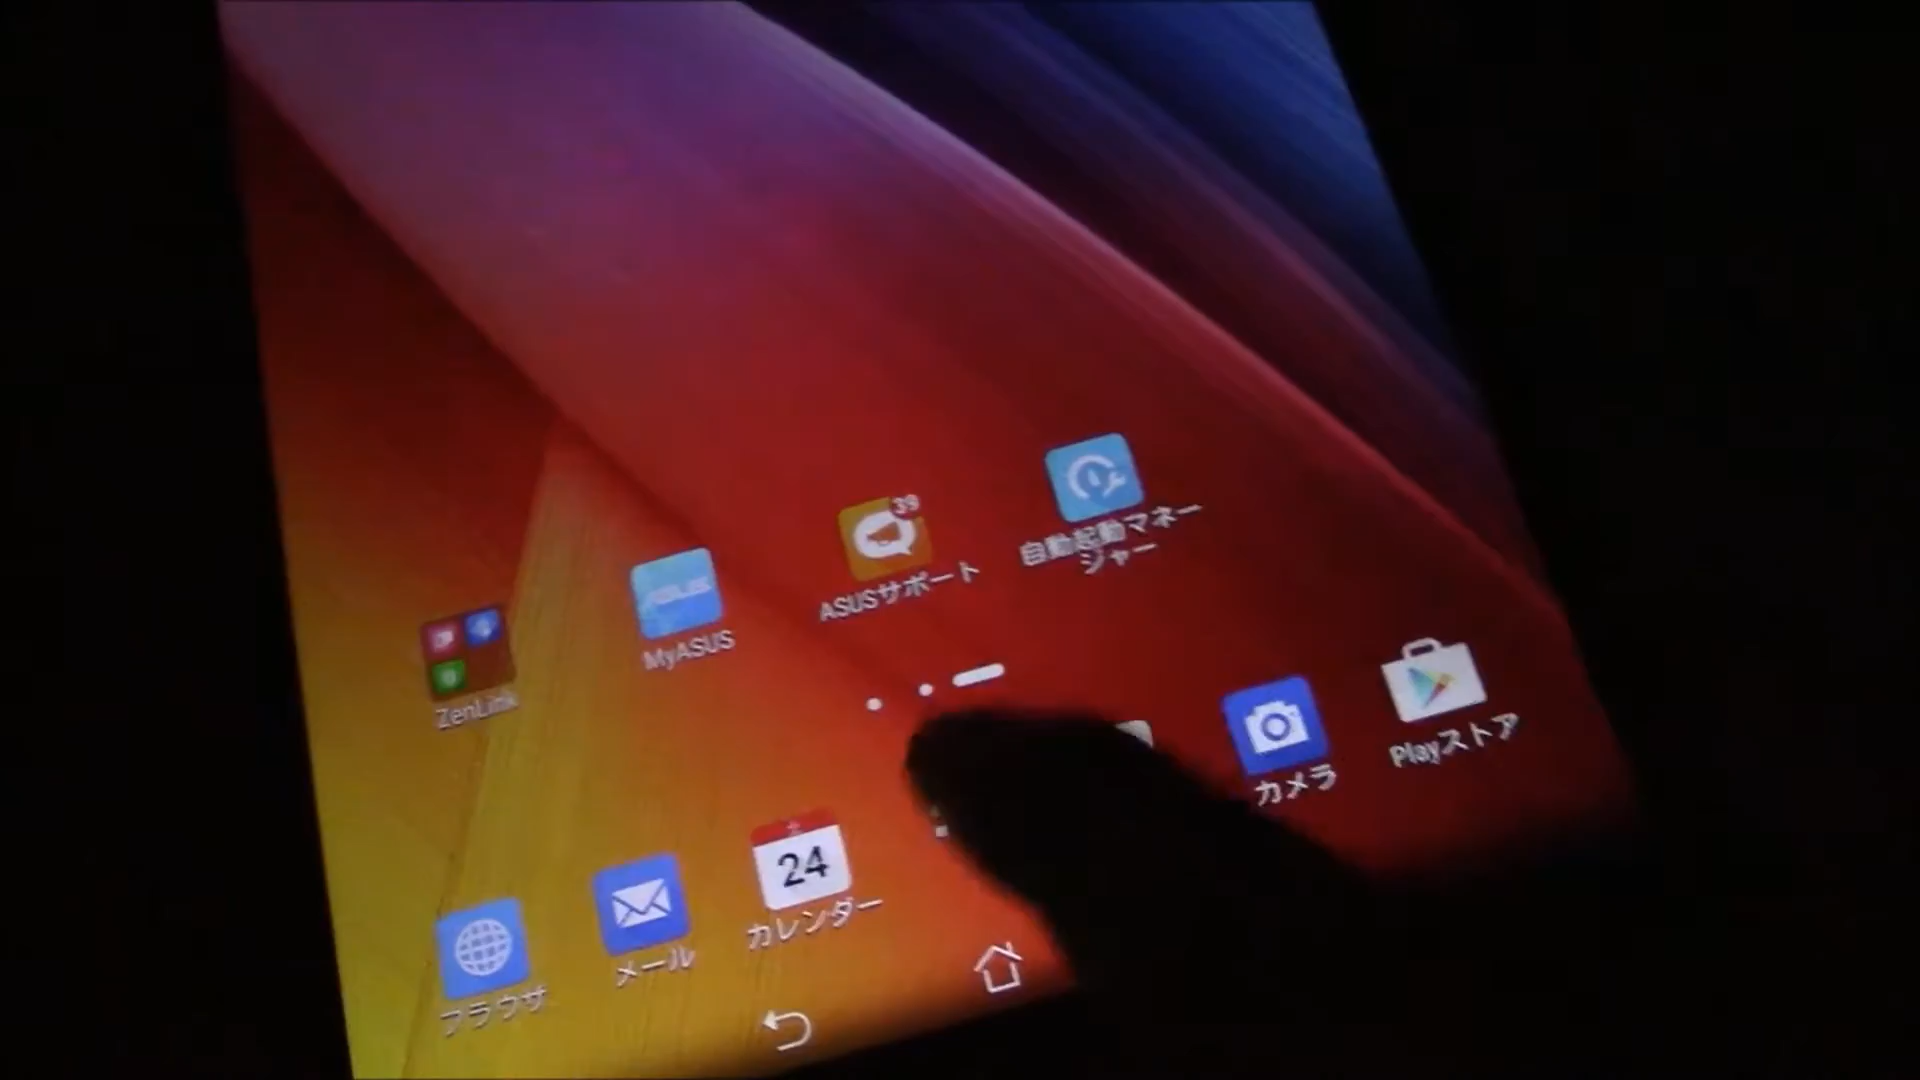 39
自動起動マネー
ジャー
ASUSサポート
ASUS
MyASUS
ZenLink
Playストア
カメラ
24
カレンダー
メール
ブラウザ